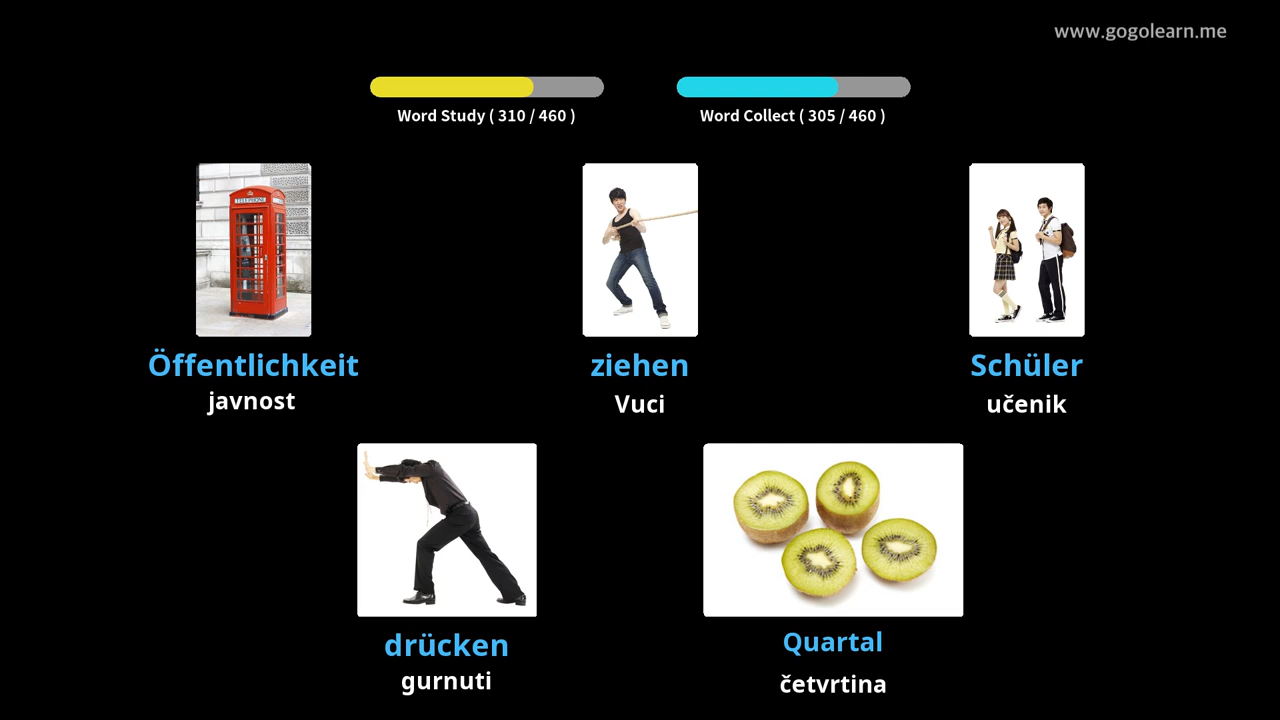 www.gogolearn.me
Word Study ( 310 / 460 )
Word Collect ( 305 / 460 )
TELEPHONE
Öffentlichkeit
javnost
ziehen
Vuci
Schüler
učenik
drücken
gurnuti
Quartal
četvrtina